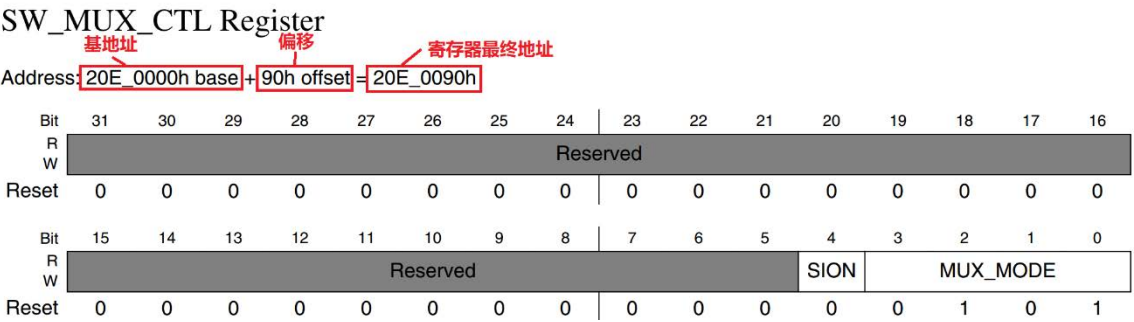 SW_MUX_CTL Register
基地址 偏移 寄存器最终地址
Address: 20E_0000h base + 90h offset = 20E_0090h
Bit 31 30 29 28 27 26 25 24 23 22 21 20 19 18 17 16
R
Reserved
W
Reset 0 0 0 0 0 0 0 0 0 0 0 0 0 0 0 0
Bit 15 14 13 12 11 10 9 8 7 6 5 4 3 2 1 0
R
Reserved SION MUX_MODE
W
Reset 0 0 0 0 0 0 0 0 0 0 0 0 0 1 0 1